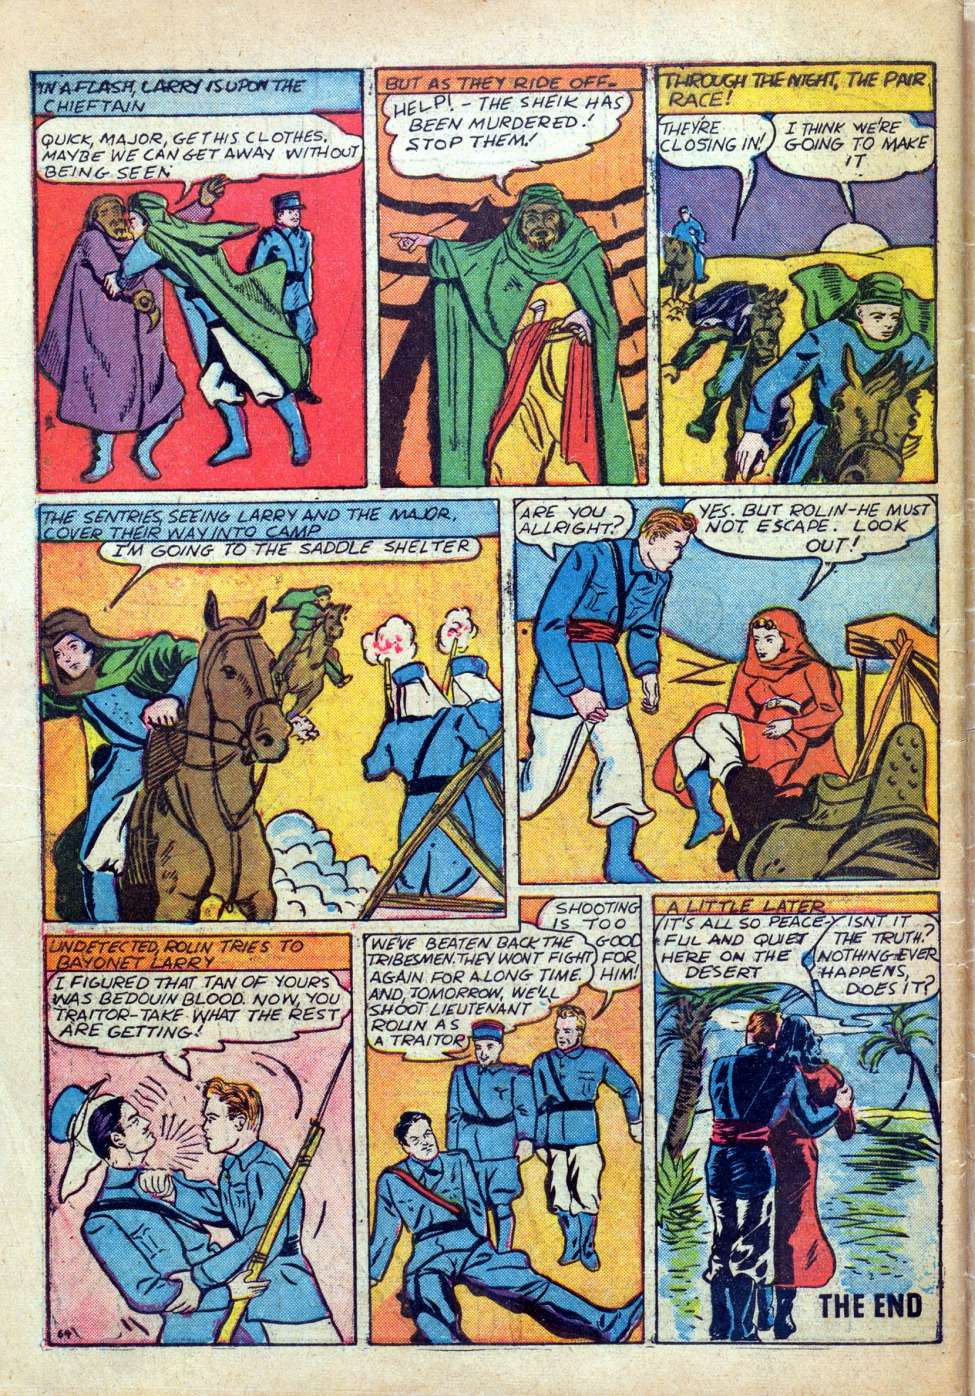 IN A FLASH, LARRY IS UPON THE
CHIEFTAIN
QUICK, MAJOR, GET HIS CLOTHES.
MAYBE WE CAN GET AWAY WITHOUT
BEING SEEN
BUT AS THEY RIDE OFF-
HELP! - THE SHEIK HAS
BEEN MURDERED!
STOP THEM!
THROUGH THE NIGHT, THE PAIR
RACE!
THEY'RE
CLOSING IN!
I THINK WE'RE
GOING TO MAKE
IT.
THE SENTRIES, SEEING LARRY AND THE MAJOR,
COVER THEIR WAY INTO CAMP
I'M GOING TO THE SADDLE SHELTER
ARE YOU
ALLRIGHT?
YES. BUT ROLIN-HE MUST
NOT ESCAPE. LOOK
OUT!
UNDETECTED, ROLIN TRIES TO
BAYONET LARRY
I FIGURED THAT TAN OF YOURS
WAS BEDOUIN BLOOD. NOW, YOU
TRAITOR-TAKE WHAT THE REST
ARE GETTING!
64
WE'VE BEATEN BACK THE
TRIBESMEN. THEY WONT FIGHT
AGAIN FOR A LONG TIME.
AND, TOMORROW, WE'LL
SHOOT LIEUTENANT
ROLIN AS
A TRAITOR
SHOOTING
IS TOO
GOOD
FOR
HIM!
A LITTLE LATER
IT'S ALL SO PEACE-
FUL AND QUIET
HERE ON THE
DESERT
ISNT IT
THE TRUTH?
NOTHING EVER
HAPPENS,
DOES IT?
THE END